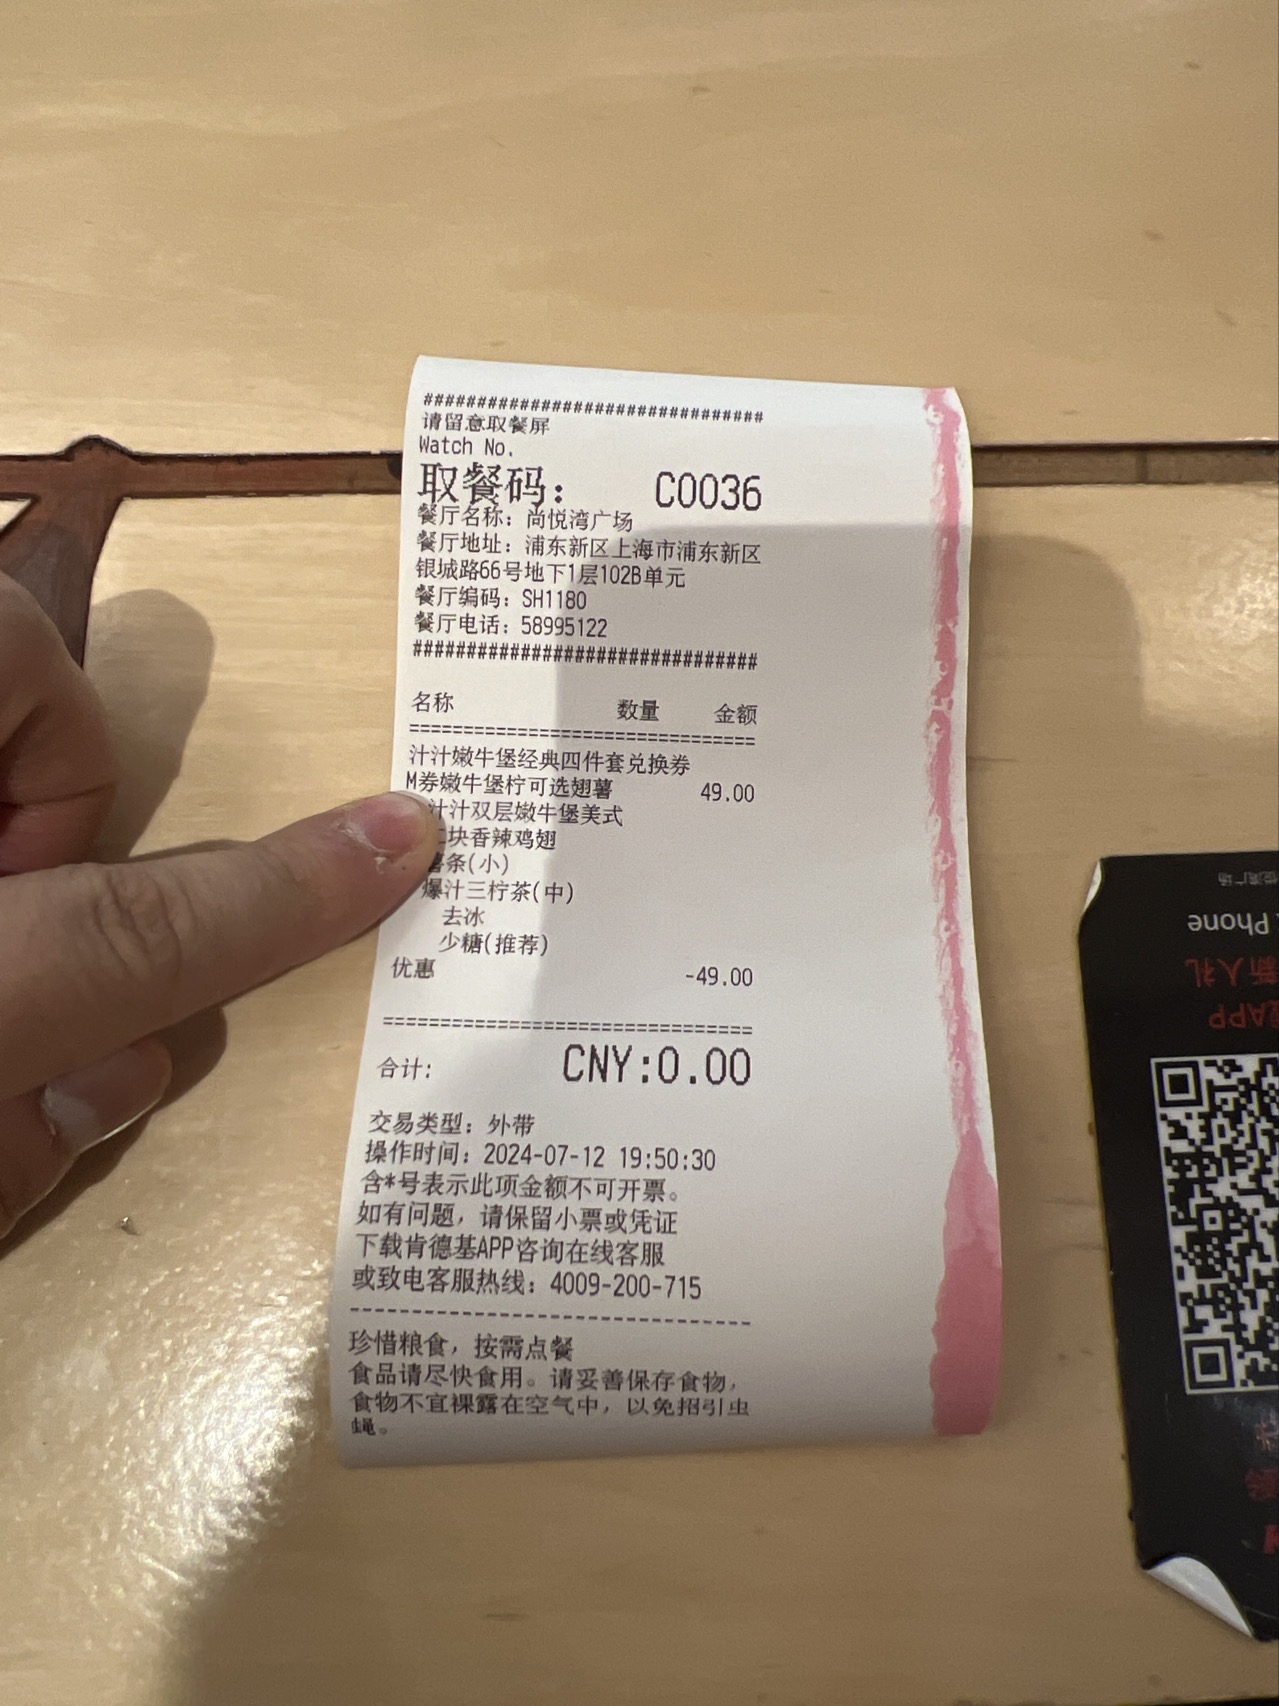 ################################
请留意取餐屏
Watch No.
取餐码: C0036
餐厅名称: 尚悦湾广场
餐厅地址: 浦东新区上海市浦东新区
银城路66号地下1层102B单元
餐厅编码: SH1180
餐厅电话: 58995122
################################
名称 数量 金额
================================
汁汁嫩牛堡经典四件套兑换券
M券嫩牛堡柠可选翅薯 49.00
汁汁双层嫩牛堡美式
块香辣鸡翅
薯条(小)
爆汁三柠茶(中)
去冰
少糖(推荐)
优惠 -49.00
================================
合计: CNY:0.00
交易类型: 外带
操作时间: 2024-07-12 19:50:30
含*号表示此项金额不可开票。
如有问题, 请保留小票或凭证
下载肯德基APP咨询在线客服
或致电客服热线: 4009-200-715
--------------------------------
珍惜粮食, 按需点餐
食品请尽快食用。请妥善保存食物,
食物不宜裸露在空气中, 以免招引虫
蝇。
Phone
新人礼
APP